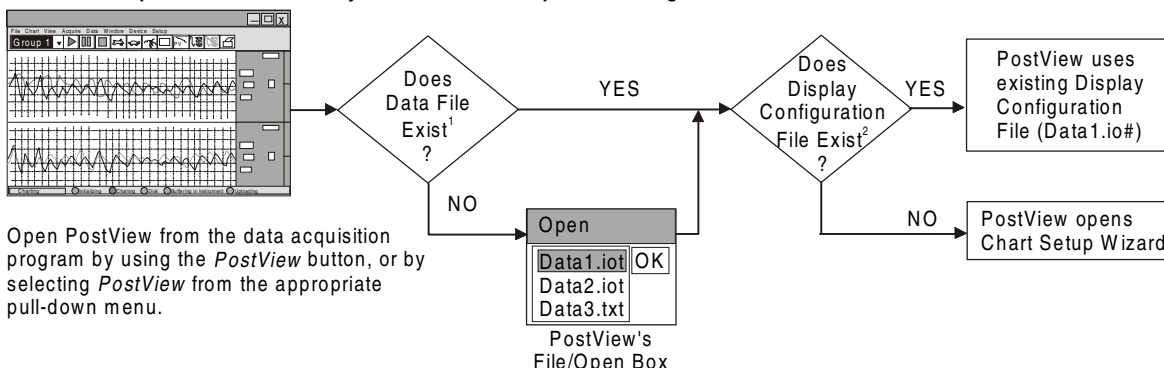 File Chart View Acquire Data Window Device Setup
Group 1
PV
Charting Initializing Charting Disk Buffering in Instrument Uploading
Open PostView from the data acquisition
program by using the PostView button, or by
selecting PostView from the appropriate
pull-down menu.
Does
Data File
Exist¹
?
YES
NO
Open
Data1.iot OK
Data2.iot
Data3.txt
PostView's
File/Open Box
Does
Display
Configuration
File Exist²
?
YES
PostView uses
existing Display
Configuration
File (Data1.io#)
NO
PostView opens
Chart Setup Wizard